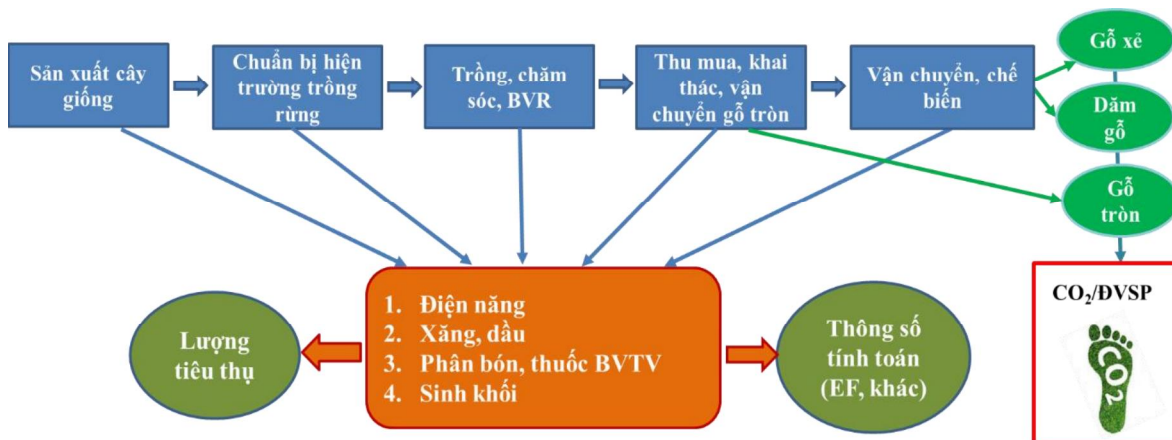 Sản xuất cây
giống
Chuẩn bị hiện
trường trồng
rừng
Trồng, chăm
sóc, BVR
Thu mua, khai
thác, vận
chuyển gỗ tròn
Vận chuyển, chế
biến
Gỗ xẻ
Dăm
gỗ
Gỗ
tròn
Lượng
tiêu thụ
1. Điện năng
2. Xăng, dầu
3. Phân bón, thuốc BVTV
4. Sinh khối
Thông số
tính toán
(EF, khác)
CO₂/ĐVSP
CO2